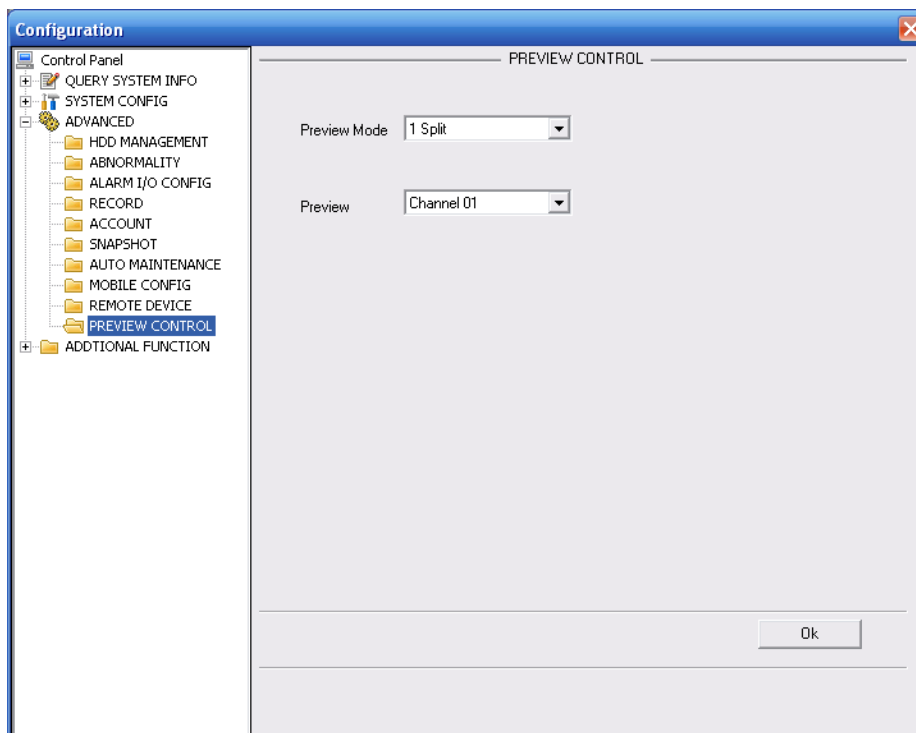 Configuration
Control Panel
QUERY SYSTEM INFO
SYSTEM CONFIG
ADVANCED
HDD MANAGEMENT
ABNORMALITY
ALARM I/O CONFIG
RECORD
ACCOUNT
SNAPSHOT
AUTO MAINTENANCE
MOBILE CONFIG
REMOTE DEVICE
PREVIEW CONTROL
ADDTIONAL FUNCTION
PREVIEW CONTROL
Preview Mode 1 Split
Preview Channel 01
Ok